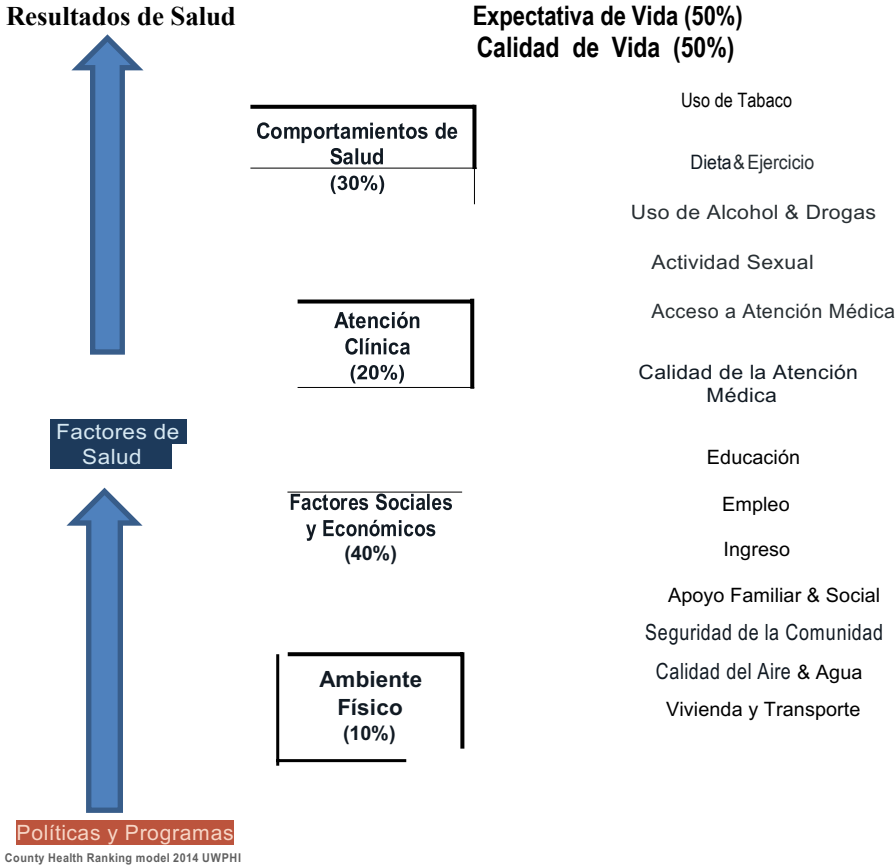 Resultados de Salud
Expectativa de Vida (50%)
Calidad de Vida (50%)
Comportamientos de
Salud
(30%)
Uso de Tabaco
Dieta & Ejercicio
Uso de Alcohol & Drogas
Actividad Sexual
Atención
Clínica
(20%)
Acceso a Atención Médica
Calidad de la Atención
Médica
Factores de
Salud
Factores Sociales
y Económicos
(40%)
Educación
Empleo
Ingreso
Apoyo Familiar & Social
Seguridad de la Comunidad
Ambiente
Físico
(10%)
Calidad del Aire & Agua
Vivienda y Transporte
Políticas y Programas
County Health Ranking model 2014 UWPHI